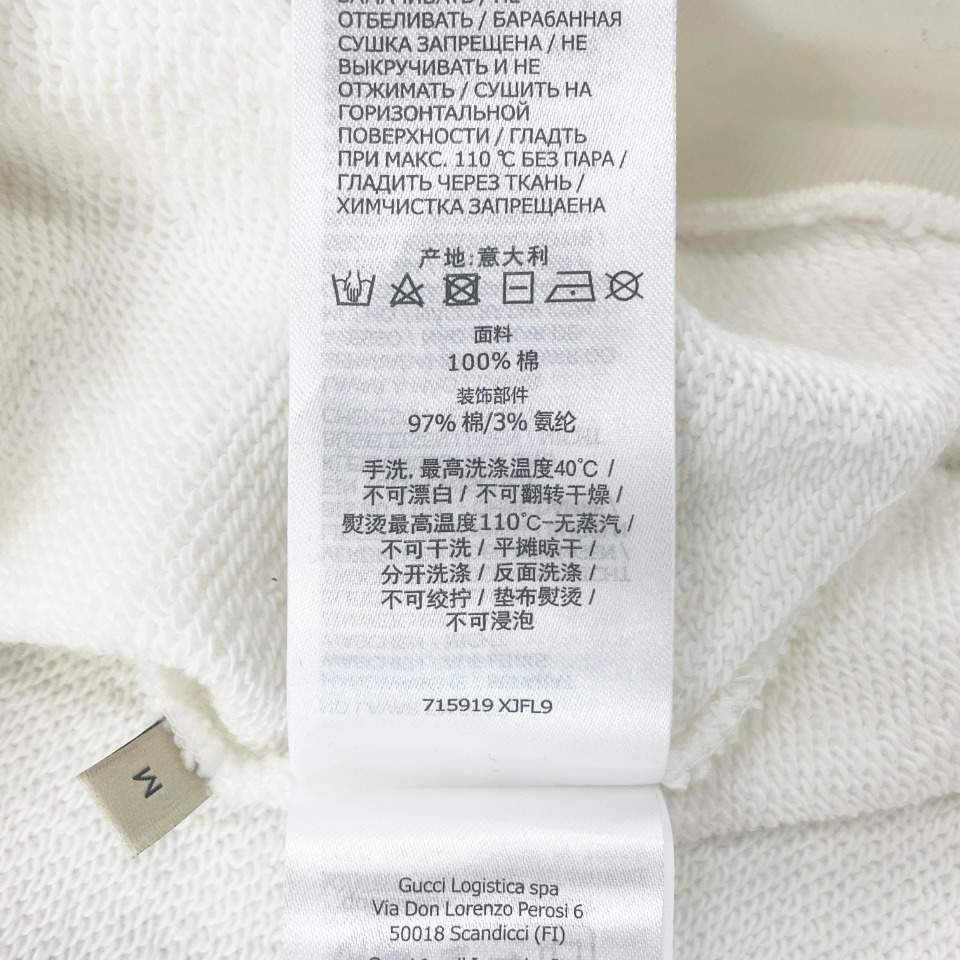 ОТБЕЛИВАТЬ / БАРАБАННАЯ
СУШКА ЗАПРЕЩЕНА / НЕ
ВЫКРУЧИВАТЬ И НЕ
ОТЖИМАТЬ / СУШИТЬ НА
ГОРИЗОНТАЛЬНОЙ
ПОВЕРХНОСТИ / ГЛАДТЬ
ПРИ МАКС. 110 ℃ БЕЗ ПАРА /
ГЛАДИТЬ ЧЕРЕЗ ТКАНЬ /
ХИМЧИСТКА ЗАПРЕЩАЕНА
产地:意大利
面料
100% 棉
装饰部件
97% 棉/3% 氨纶
手洗, 最高洗涤温度40℃ /
不可漂白 / 不可翻转干燥 /
熨烫最高温度110℃-无蒸汽 /
不可干洗 / 平摊晾干 /
分开洗涤 / 反面洗涤 /
不可绞拧 / 垫布熨烫 /
不可浸泡
715919 XJFL9
M
Gucci Logistica spa
Via Don Lorenzo Perosi 6
50018 Scandicci (FI)